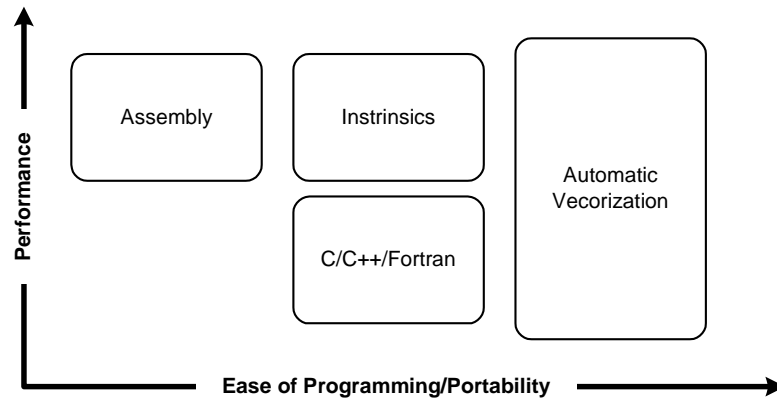 Performance
Assembly
Instrinsics
Automatic
Vecorization
C/C++/Fortran
Ease of Programming/Portability